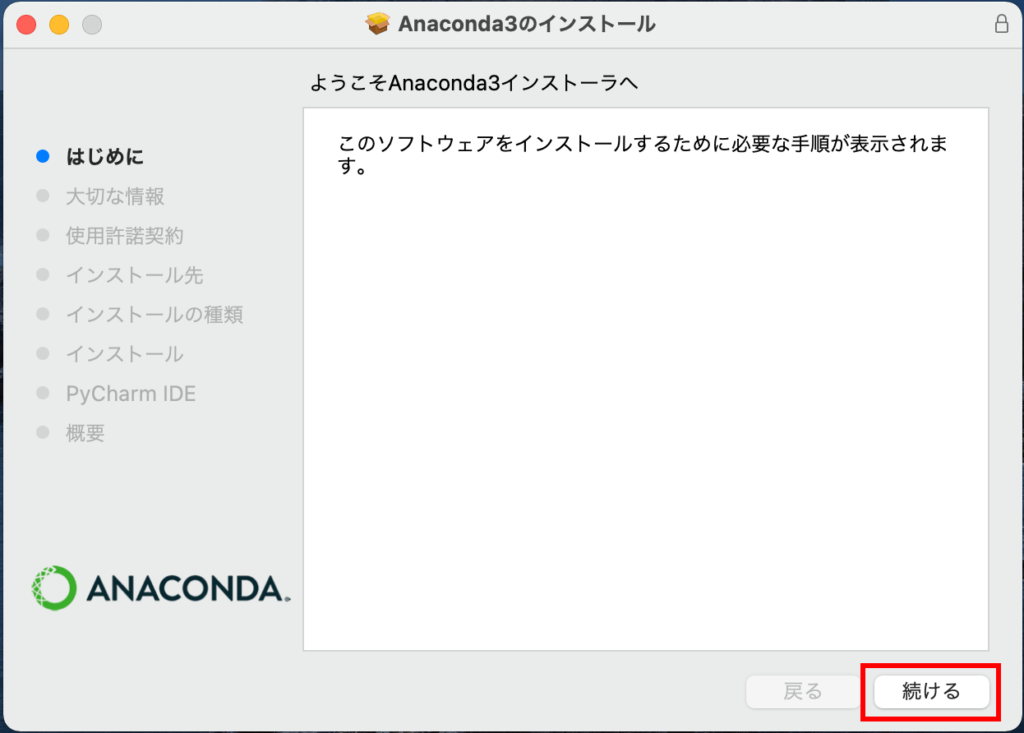 Anaconda3のインストール
ようこそAnaconda3インストーラへ
このソフトウェアをインストールするために必要な手順が表示されま
す。
はじめに
大切な情報
使用許諾契約
インストール先
インストールの種類
インストール
PyCharm IDE
概要
ANACONDA.
戻る
続ける